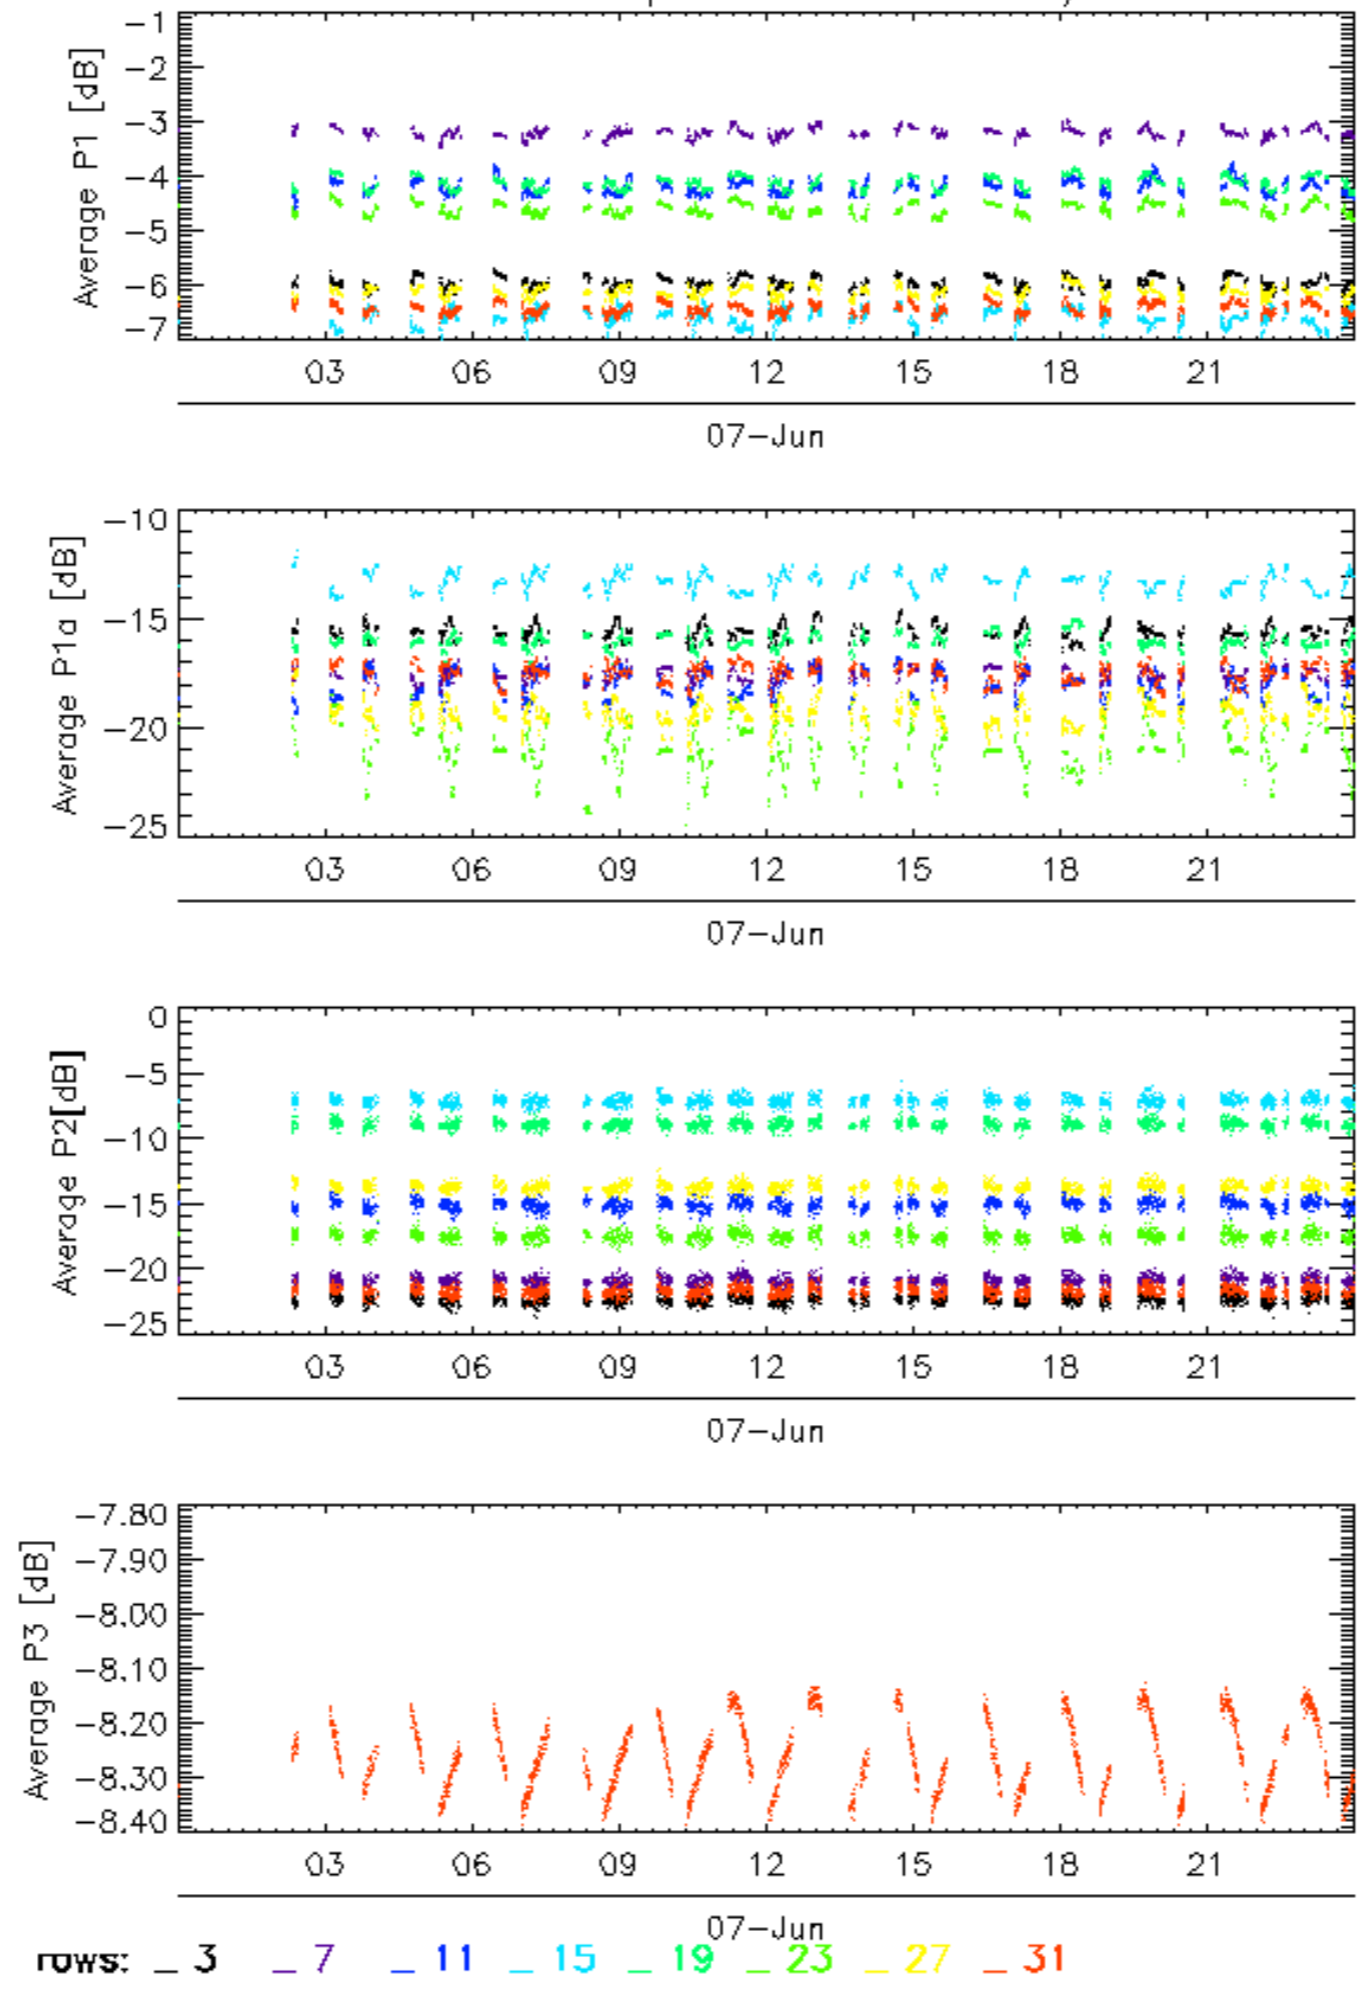 Average P1 [dB]
-1
-2
-3
-4
-5
-6
-7
03 06 09 12 15 18 21
07-Jun
Average P1a [dB]
-10
-15
-20
-25
03 06 09 12 15 18 21
07-Jun
Average P2[dB]
0
-5
-10
-15
-20
-25
03 06 09 12 15 18 21
07-Jun
Average P3 [dB]
-7.80
-7.90
-8.00
-8.10
-8.20
-8.30
-8.40
03 06 09 12 15 18 21
07-Jun
rows: _ 3 _ 7 _ 11 _ 15 _ 19 _ 23 _ 27 _ 31